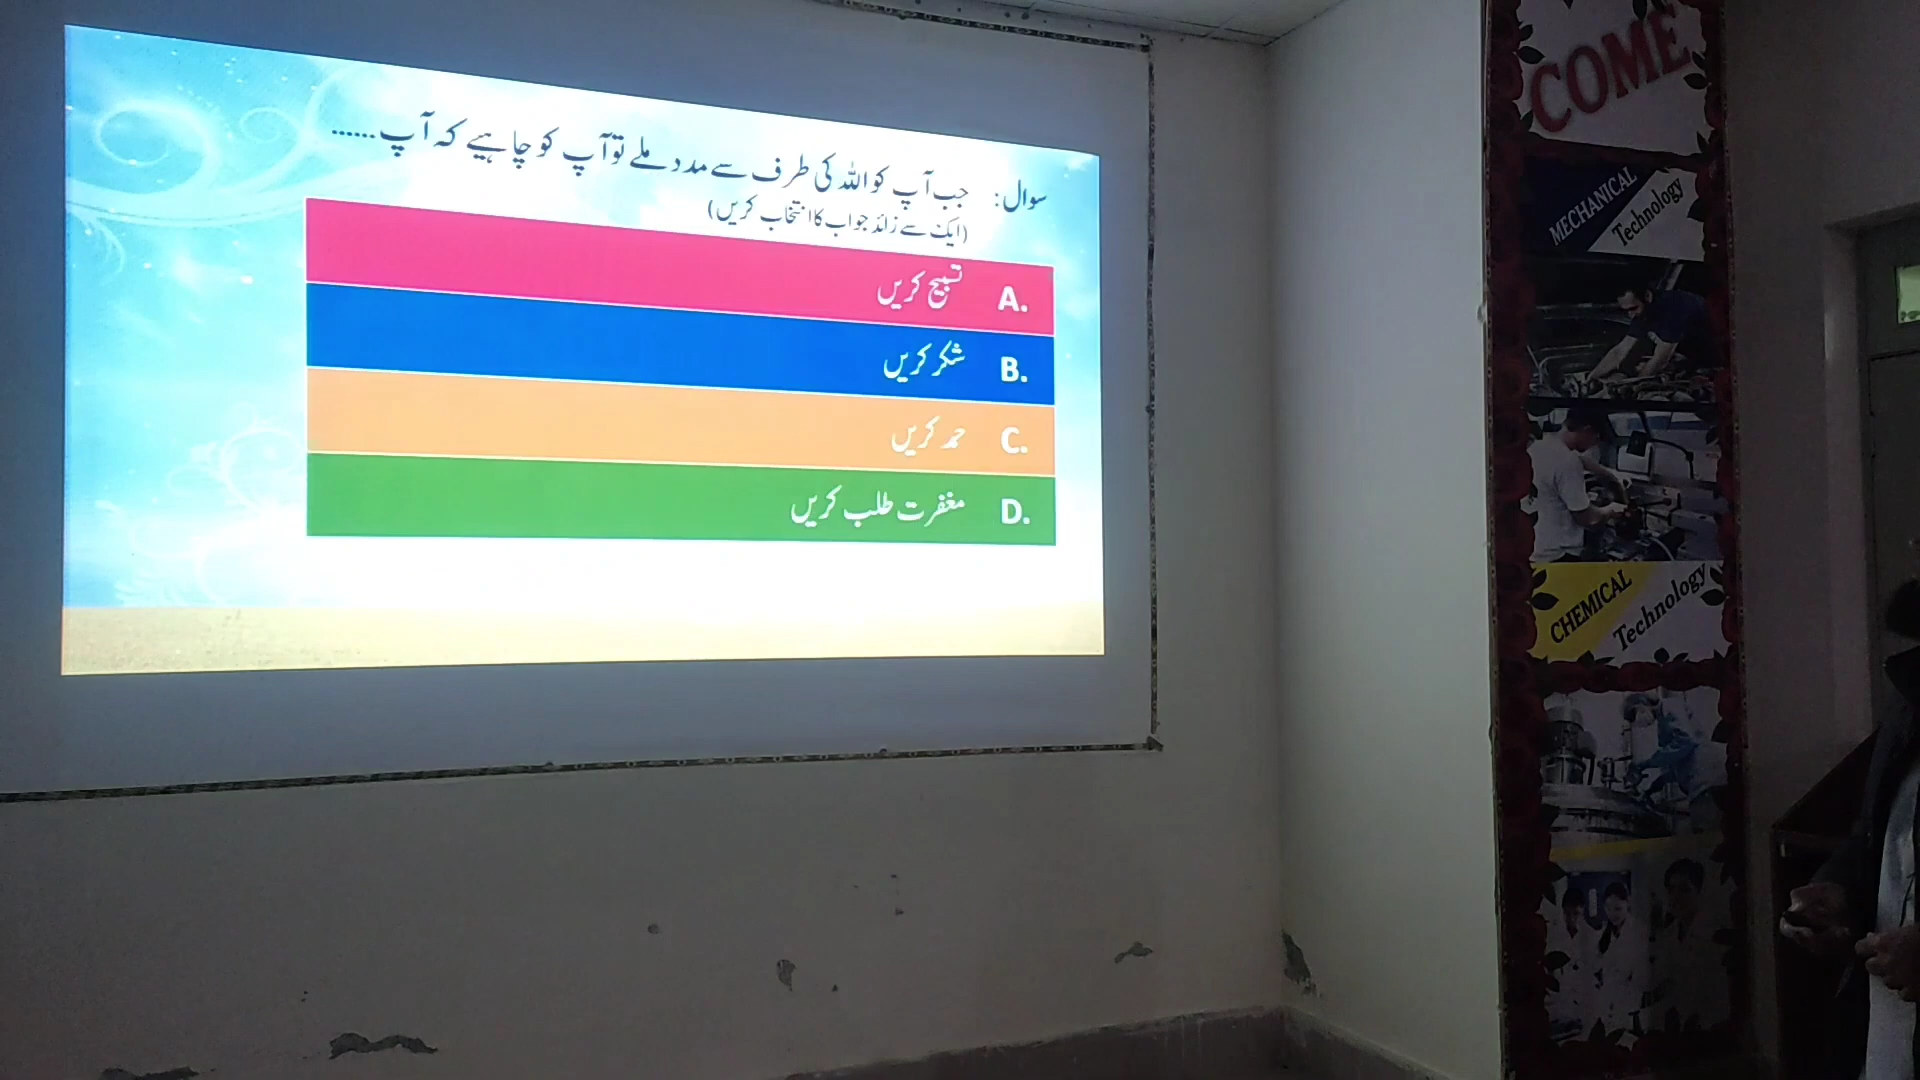 سوال: جب آپ کو اللہ کی طرف سے مدد ملے تو آپ کو چاہیے کہ آپ ......
(ایک سے زائد جواب کا انتخاب کریں)
A. تسبیح کریں
B. شکر کریں
C. حمد کریں
D. مغفرت طلب کریں
COME
MECHANICAL
Technology
CHEMICAL
Technology